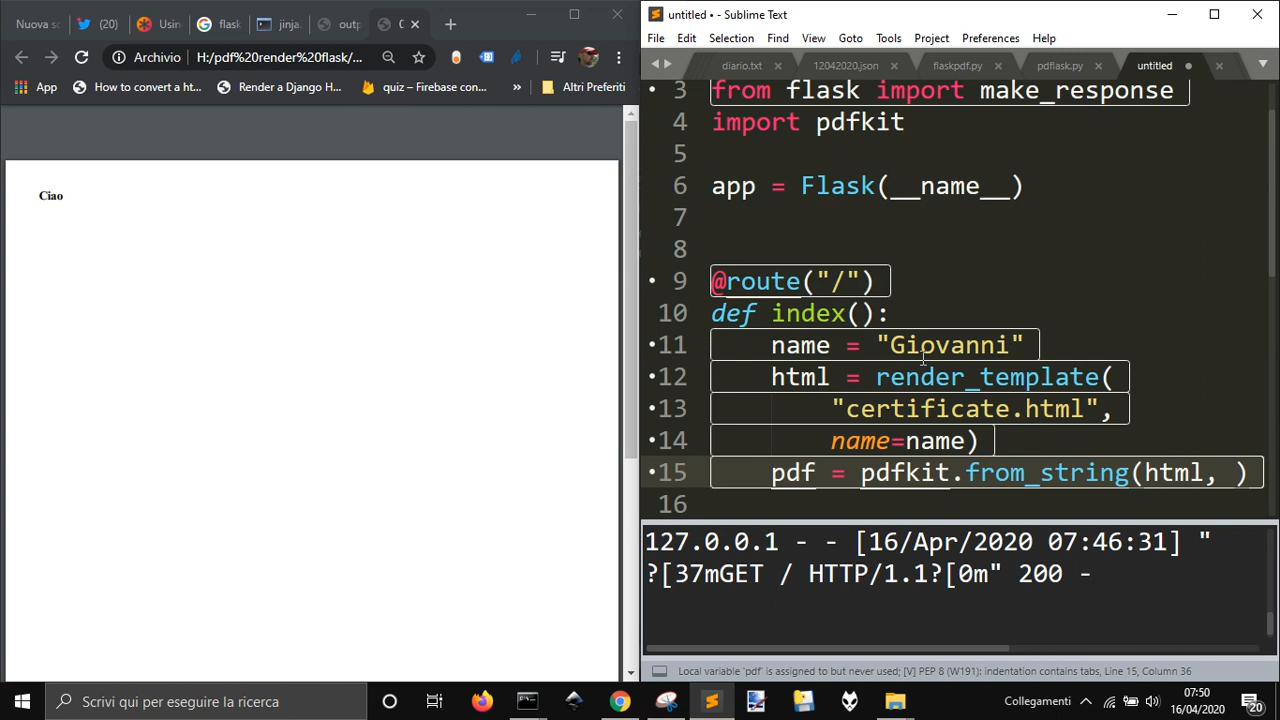 Nuova sc
(20)
Usin
flask
jinja
outp
C
Archivio
H:/pdf%20render%20flask/...
App
How to convert a ht...
Render a Django H...
quiz – Firebase con...
»
Altri Preferiti
Ciao
untitled • - Sublime Text
File Edit Selection Find View Goto Tools Project Preferences Help
diario.txt
12042020.json
flaskpdf.py
pdflask.py
untitled
3 from flask import make_response
4 import pdfkit
5
6 app = Flask(__name__)
7
8
9 @route("/")
10 def index():
11 name = "Giovanni"
12 html = render_template(
13 "certificate.html",
14 name=name)
15 pdf = pdfkit.from_string(html, )
16
127.0.0.1 - - [16/Apr/2020 07:46:31] "
?[37mGET / HTTP/1.1?[0m" 200 -
Local variable 'pdf' is assigned to but never used; [V] PEP 8 (W191): indentation contains tabs, Line 15, Column 36
Scrivi qui per eseguire la ricerca
Collegamenti
»
07:50
16/04/2020
20